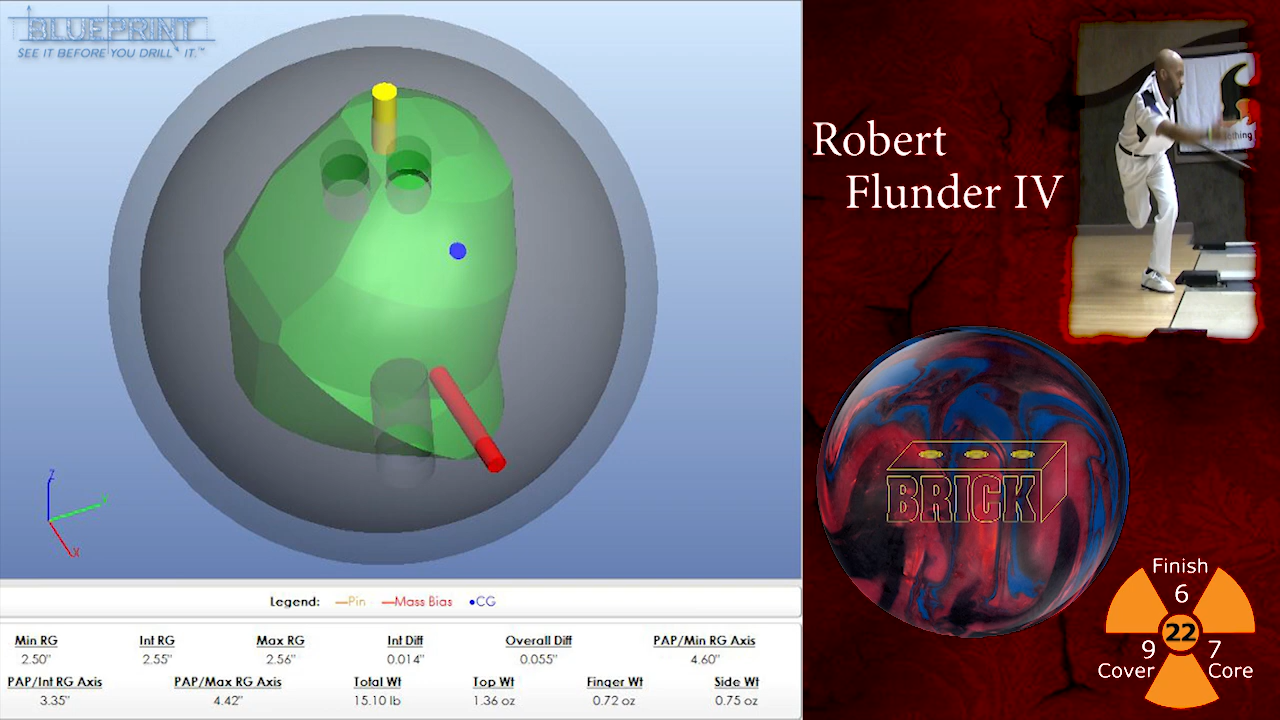 BLUEPRINT
SEE IT BEFORE YOU DRILL IT.™
Z
X
Legend: Pin Mass Bias CG
Min RG Int RG Max RG Int Diff Overall Diff PAP/Min RG Axis
2.50" 2.55" 2.56" 0.014" 0.055" 4.60"
PAP/Int RG Axis PAP/Max RG Axis Total Wt Top Wt Finger Wt Side Wt
3.35" 4.42" 15.10 lb 1.36 oz 0.72 oz 0.75 oz
Robert
Flunder IV
BRICK
Finish
6
22
9 7
Cover Core